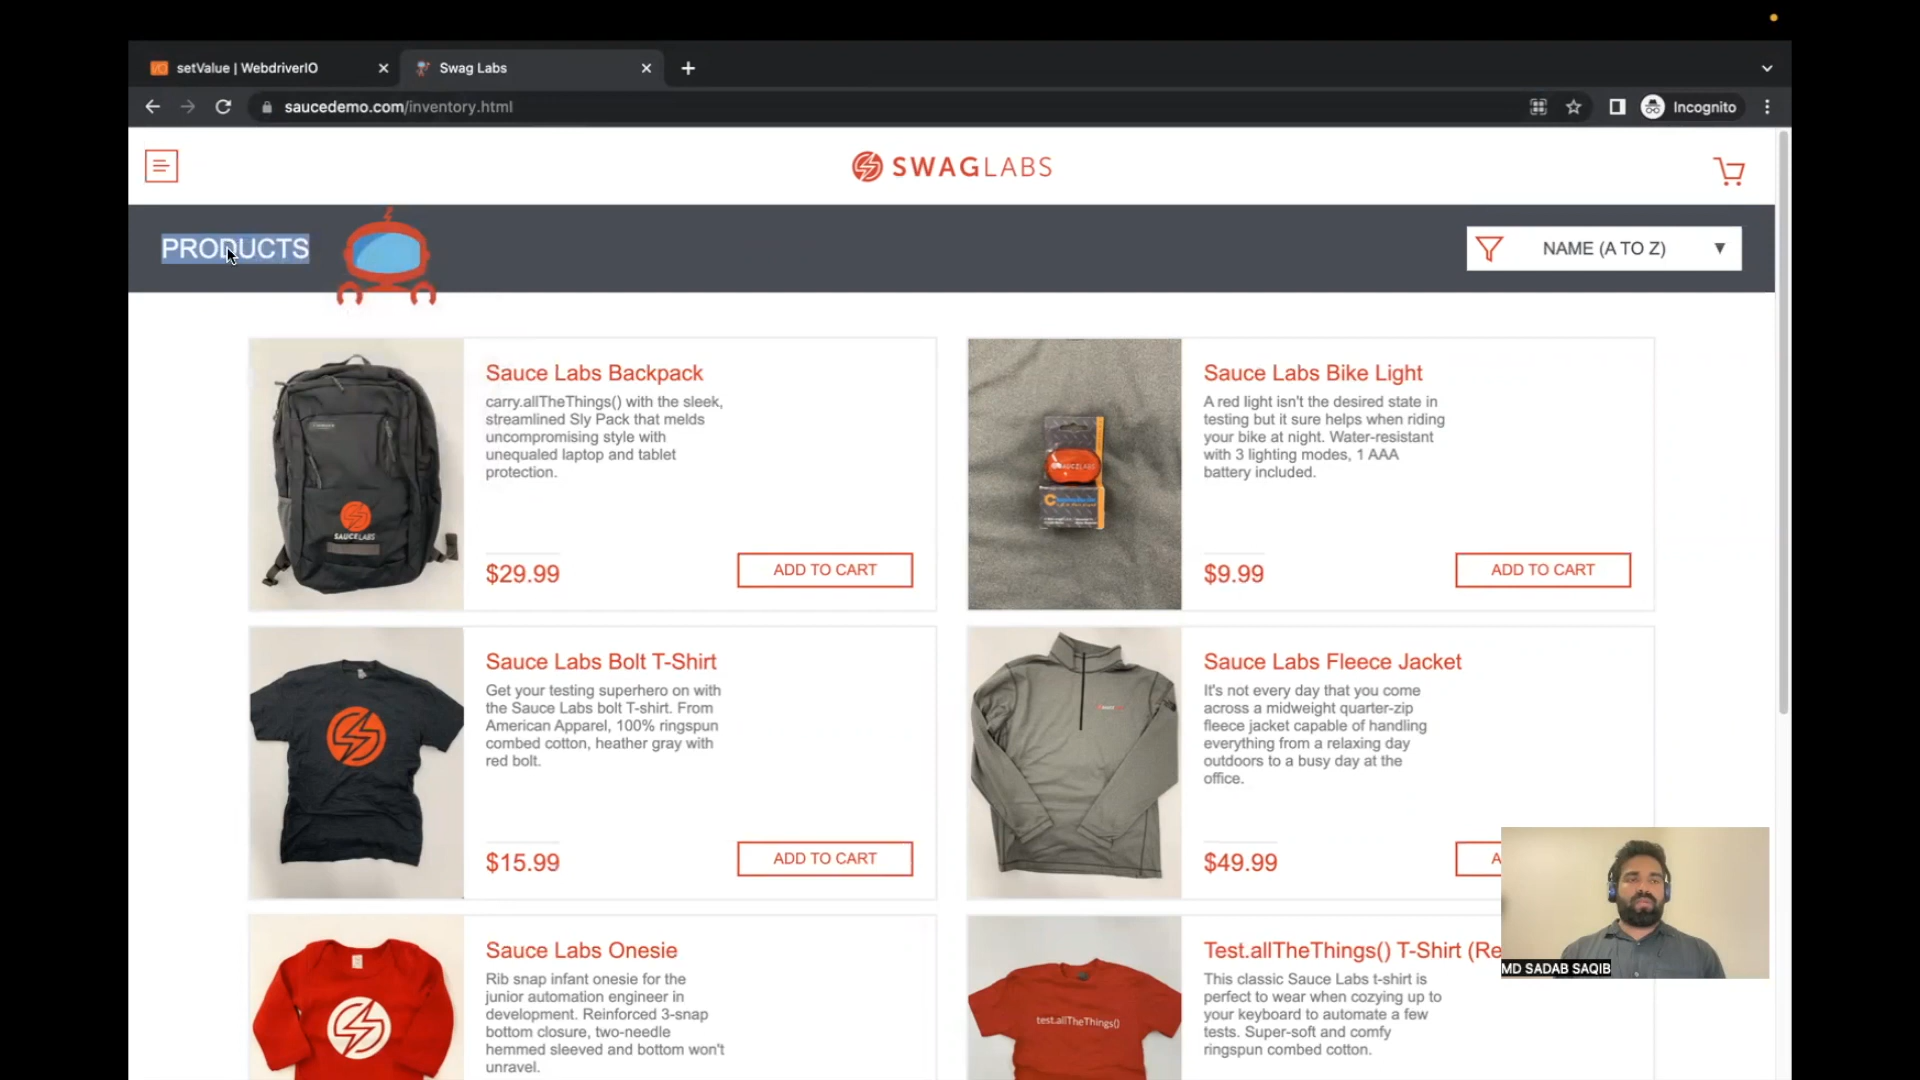 setValue | WebdriverIO
Swag Labs
saucedemo.com/inventory.html
Incognito
SWAGLABS
PRODUCTS
NAME (A TO Z)
Sauce Labs Backpack
carry.allTheThings() with the sleek,
streamlined Sly Pack that melds
uncompromising style with
unequaled laptop and tablet
protection.
$29.99
ADD TO CART
SAUCELABS
Sauce Labs Bike Light
A red light isn't the desired state in
testing but it sure helps when riding
your bike at night. Water-resistant
with 3 lighting modes, 1 AAA
battery included.
$9.99
ADD TO CART
SAUCELABS
Sauce Labs Bolt T-Shirt
Get your testing superhero on with
the Sauce Labs bolt T-shirt. From
American Apparel, 100% ringspun
combed cotton, heather gray with
red bolt.
$15.99
ADD TO CART
Sauce Labs Fleece Jacket
It's not every day that you come
across a midweight quarter-zip
fleece jacket capable of handling
everything from a relaxing day
outdoors to a busy day at the
office.
$49.99
A
Sauce Labs Onesie
Rib snap infant onesie for the
junior automation engineer in
development. Reinforced 3-snap
bottom closure, two-needle
hemmed sleeved and bottom won't
unravel.
Test.allTheThings() T-Shirt (Re
This classic Sauce Labs t-shirt is
perfect to wear when cozying up to
your keyboard to automate a few
tests. Super-soft and comfy
ringspun combed cotton.
test.allTheThings()
MD SADAB SAQIB